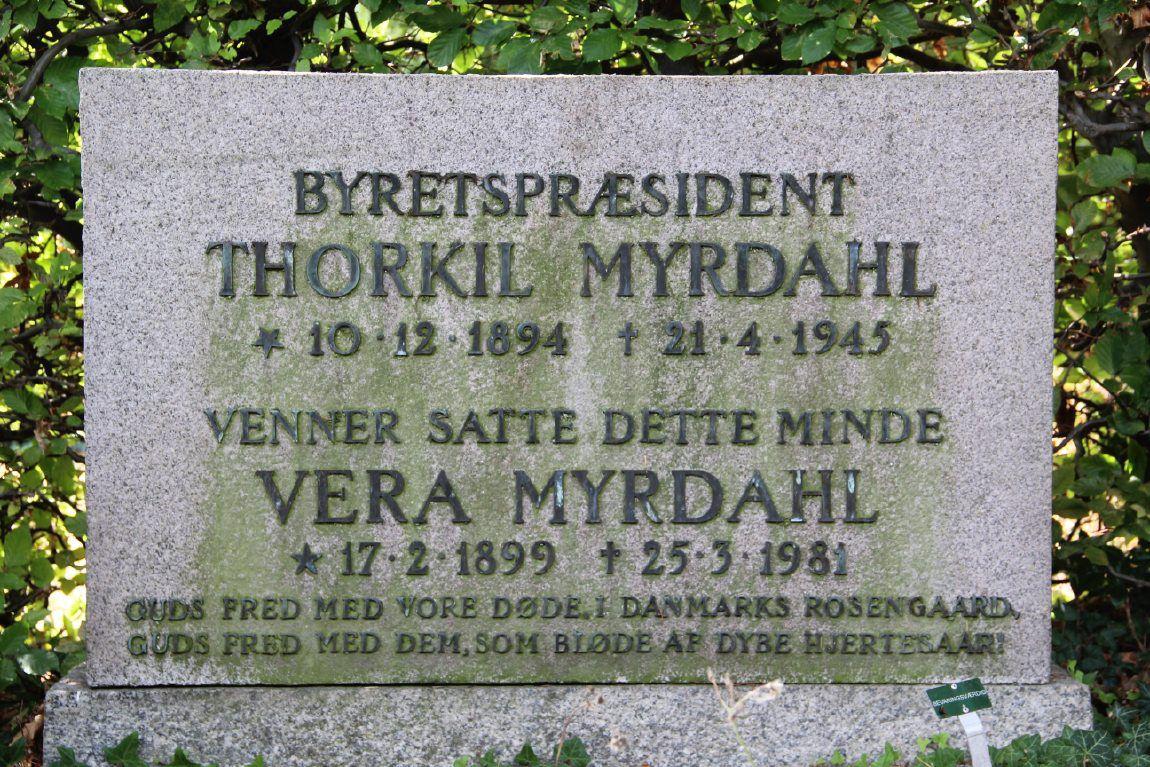 BYRETSPRÆSIDENT
THORKIL MYRDAHL
★ 10·12·1894 † 21·4·1945
VENNER SATTE DETTE MINDE
VERA MYRDAHL
★ 17·2·1899 † 25·3·1981
GUDS FRED MED VORE DØDE, I DANMARKS ROSENGAARD,
GUDS FRED MED DEM, SOM BLØDE AF DYBE HJERTESAAR!
BEVARINGSVÆRDIG